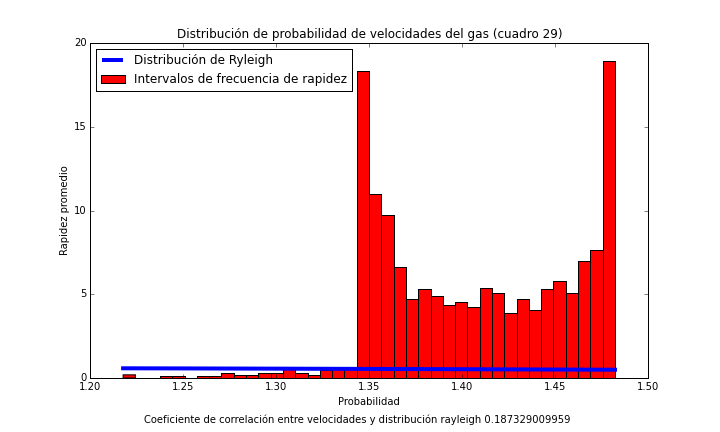 Distribución de probabilidad de velocidades del gas (cuadro 29)
Distribución de Ryleigh
Intervalos de frecuencia de rapidez
Rapidez promedio
20
15
10
5
0
1.20 1.25 1.30 1.35 1.40 1.45 1.50
Probabilidad
Coeficiente de correlación entre velocidades y distribución rayleigh 0.187329009959